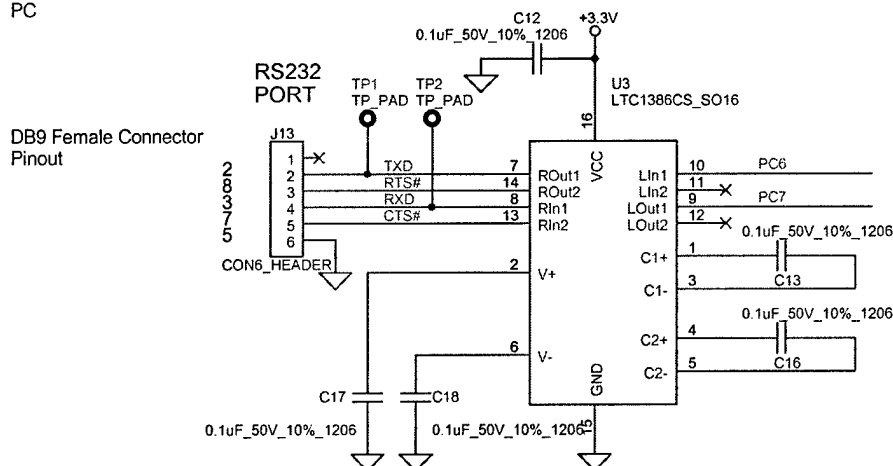 PC
C12
+3.3V
0.1uF_50V_10%_1206
RS232
PORT
TP1
TP_PAD
TP2
TP_PAD
U3
LTC1386CS_SO16
DB9 Female Connector
Pinout
J13
16
VCC
2 1
8 2 TXD 7 ROut1 LIn1 10 PC6
3 3 RTS# 14 ROut2 LIn2 11
7 4 RXD 8 RIn1 LOut1 9 PC7
5 5 CTS# 13 RIn2 LOut2 12
6
CON6_HEADER
0.1uF_50V_10%_1206
C1+ 1
2 V+
C1- 3
C13
0.1uF_50V_10%_1206
C2+ 4
6 V-
C2- 5
C16
GND
15
C17
C18
0.1uF_50V_10%_1206
0.1uF_50V_10%_1206